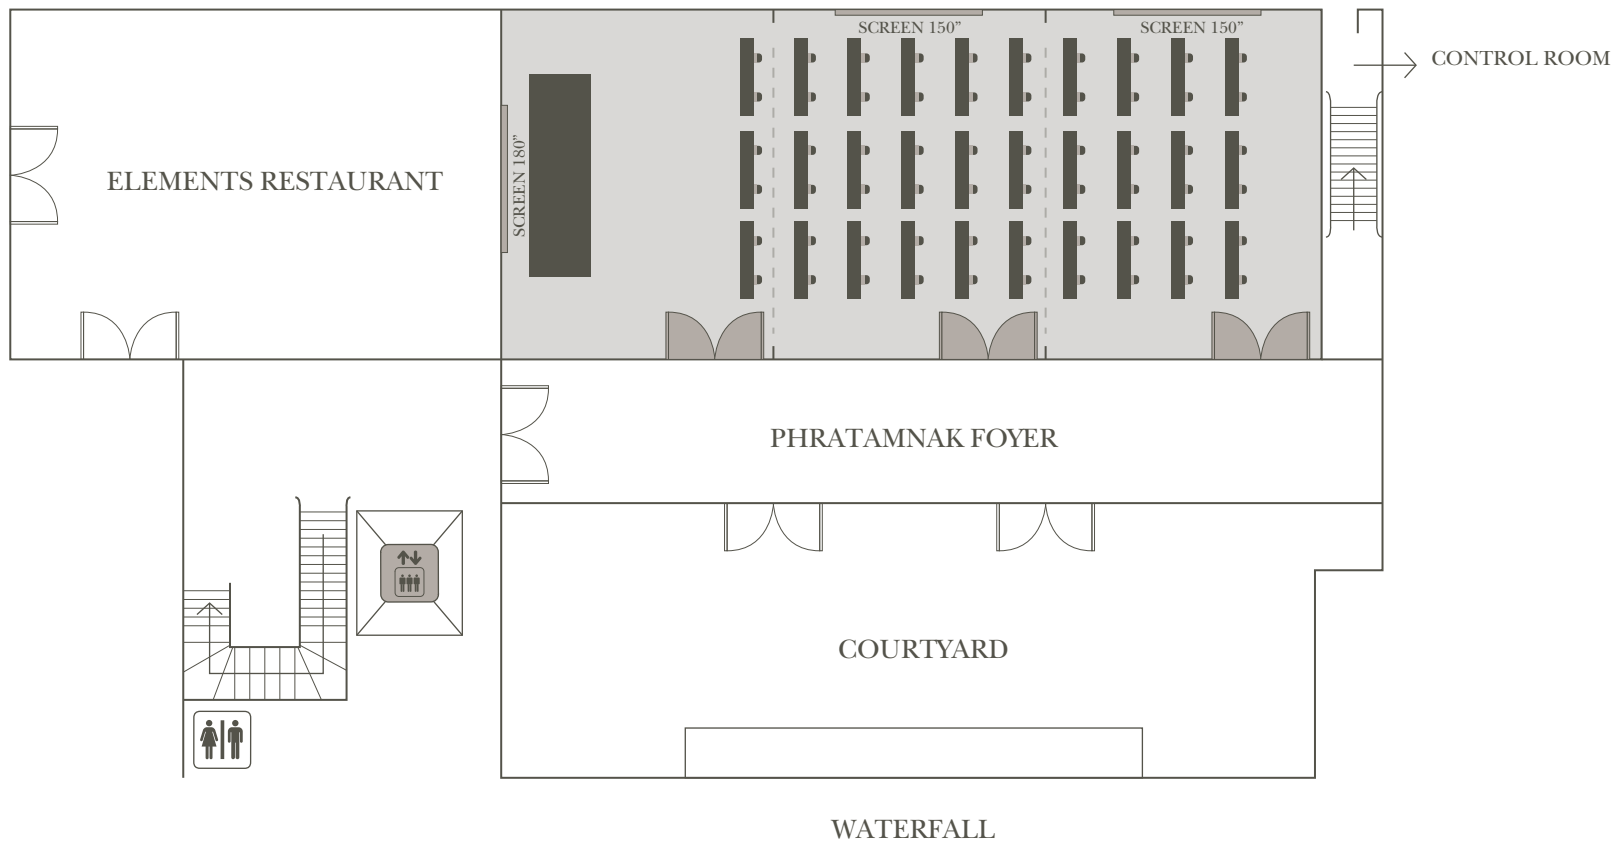 SCREEN 150”
SCREEN 150”
CONTROL ROOM
ELEMENTS RESTAURANT
SCREEN 180”
PHRATAMNAK FOYER
COURTYARD
WATERFALL